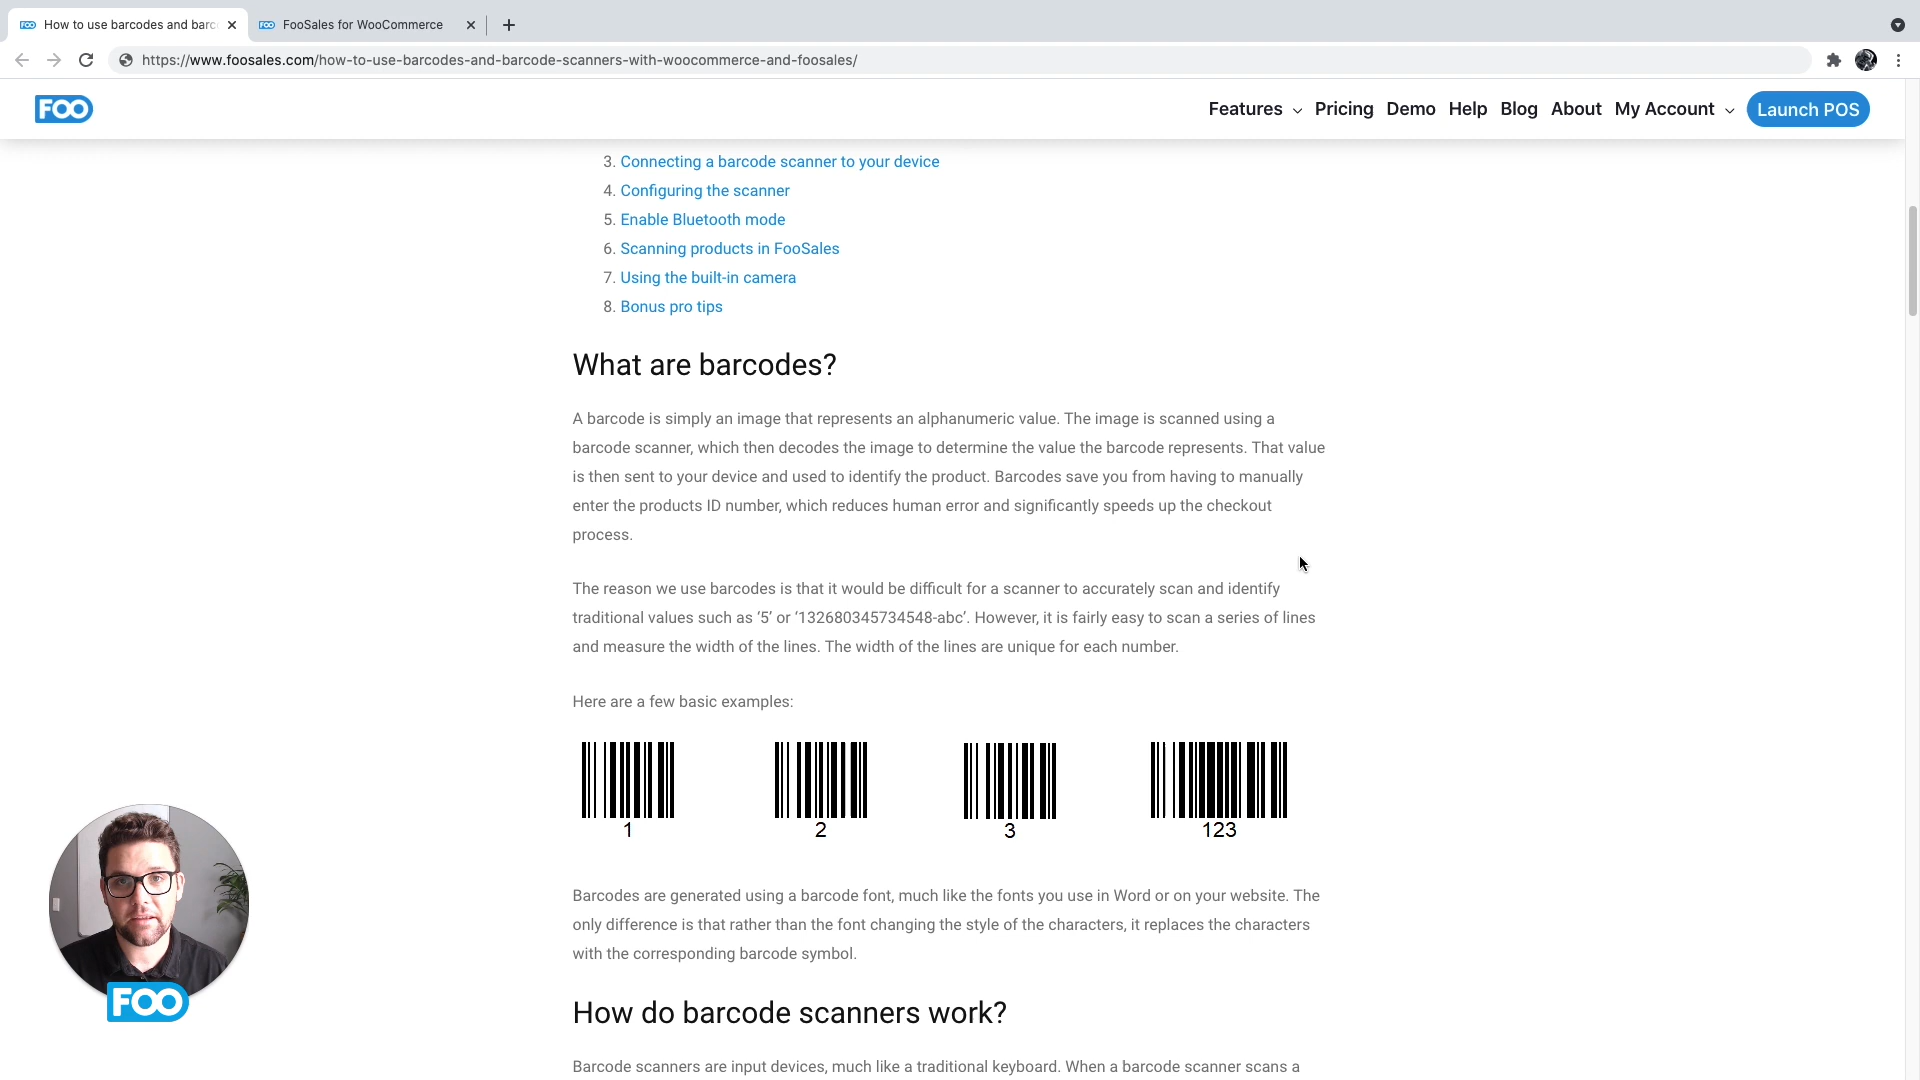 How to use barcodes and barc
FooSales for WooCommerce
https://www.foosales.com/how-to-use-barcodes-and-barcode-scanners-with-woocommerce-and-foosales/
FOO
Features
Pricing
Demo
Help
Blog
About
My Account
Launch POS
3. Connecting a barcode scanner to your device
4. Configuring the scanner
5. Enable Bluetooth mode
6. Scanning products in FooSales
7. Using the built-in camera
8. Bonus pro tips
What are barcodes?
A barcode is simply an image that represents an alphanumeric value. The image is scanned using a
barcode scanner, which then decodes the image to determine the value the barcode represents. That value
is then sent to your device and used to identify the product. Barcodes save you from having to manually
enter the products ID number, which reduces human error and significantly speeds up the checkout
process.
The reason we use barcodes is that it would be difficult for a scanner to accurately scan and identify
traditional values such as ‘5’ or ‘132680345734548-abc’. However, it is fairly easy to scan a series of lines
and measure the width of the lines. The width of the lines are unique for each number.
Here are a few basic examples:
1
2
3
123
Barcodes are generated using a barcode font, much like the fonts you use in Word or on your website. The
only difference is that rather than the font changing the style of the characters, it replaces the characters
with the corresponding barcode symbol.
FOO
How do barcode scanners work?
Barcode scanners are input devices, much like a traditional keyboard. When a barcode scanner scans a